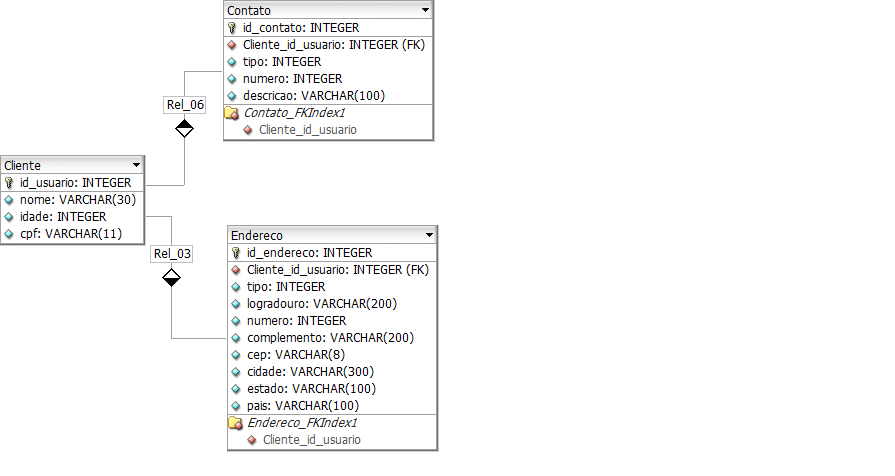 Contato
id_contato: INTEGER
Cliente_id_usuario: INTEGER (FK)
tipo: INTEGER
numero: INTEGER
descricao: VARCHAR(100)
Contato_FKIndex1
Cliente_id_usuario
Rel_06
Cliente
id_usuario: INTEGER
nome: VARCHAR(30)
idade: INTEGER
cpf: VARCHAR(11)
Rel_03
Endereco
id_endereco: INTEGER
Cliente_id_usuario: INTEGER (FK)
tipo: INTEGER
logradouro: VARCHAR(200)
numero: INTEGER
complemento: VARCHAR(200)
cep: VARCHAR(8)
cidade: VARCHAR(300)
estado: VARCHAR(100)
pais: VARCHAR(100)
Endereco_FKIndex1
Cliente_id_usuario